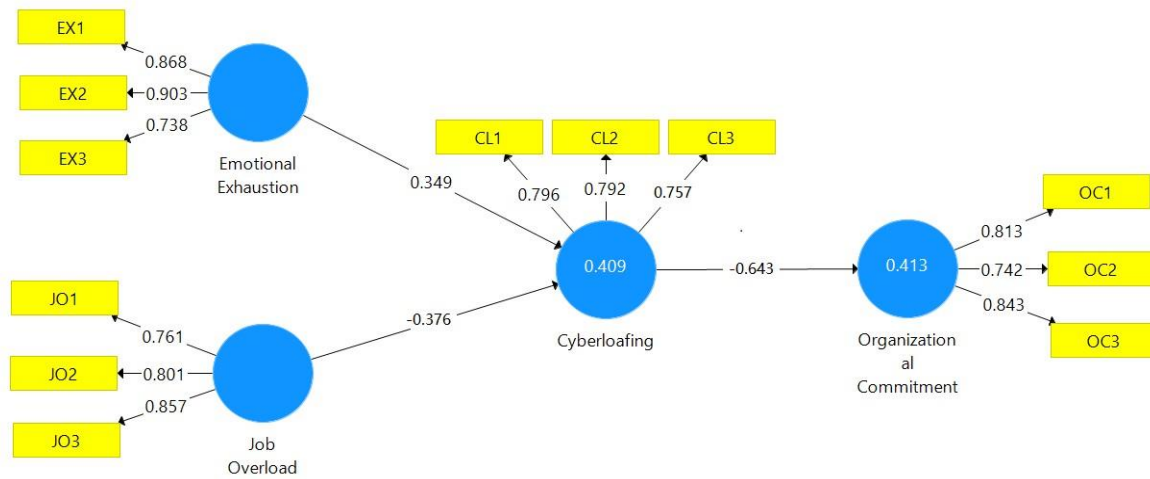 EX1
0.868
EX2
0.903
0.738
EX3
Emotional
Exhaustion
0.349
CL1
CL2
CL3
0.796
0.792
0.757
0.409
Cyberloafing
-0.643
JO1
0.761
JO2
0.801
0.857
JO3
Job
Overload
-0.376
0.413
Organization
al
Commitment
OC1
0.813
OC2
0.742
0.843
OC3